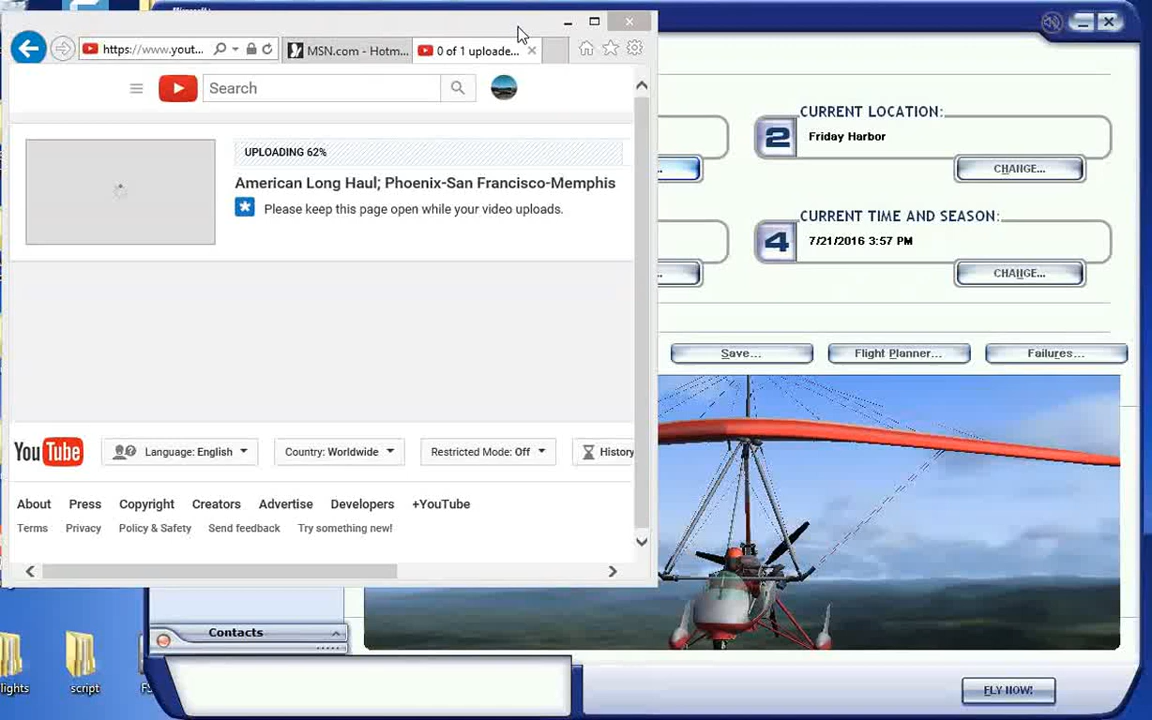 https://www.yout...
MSN.com - Hotm...
0 of 1 uploade...
Search
UPLOADING 62%
American Long Haul; Phoenix-San Francisco-Memphis
Please keep this page open while your video uploads.
You Tube
Language: English
Country: Worldwide
Restricted Mode: Off
History
About
Press
Copyright
Creators
Advertise
Developers
+YouTube
Terms
Privacy
Policy & Safety
Send feedback
Try something new!
2
CURRENT LOCATION:
Friday Harbor
CHANGE...
4
CURRENT TIME AND SEASON:
7/21/2016 3:57 PM
CHANGE...
Save...
Flight Planner...
Failures...
Contacts
lights
script
FLY NOW!